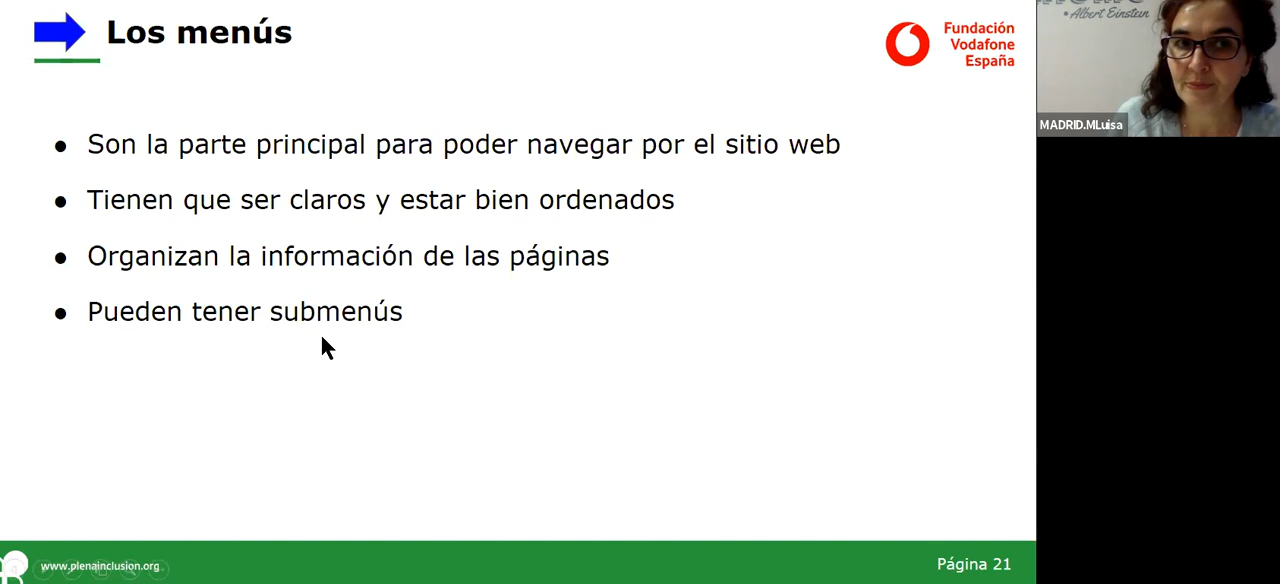 Los menús
Fundación
Vodafone
España
Albert Einstein
MADRID.MLuisa
● Son la parte principal para poder navegar por el sitio web
● Tienen que ser claros y estar bien ordenados
● Organizan la información de las páginas
● Pueden tener submenús
www.plenainclusion.org
Página 21